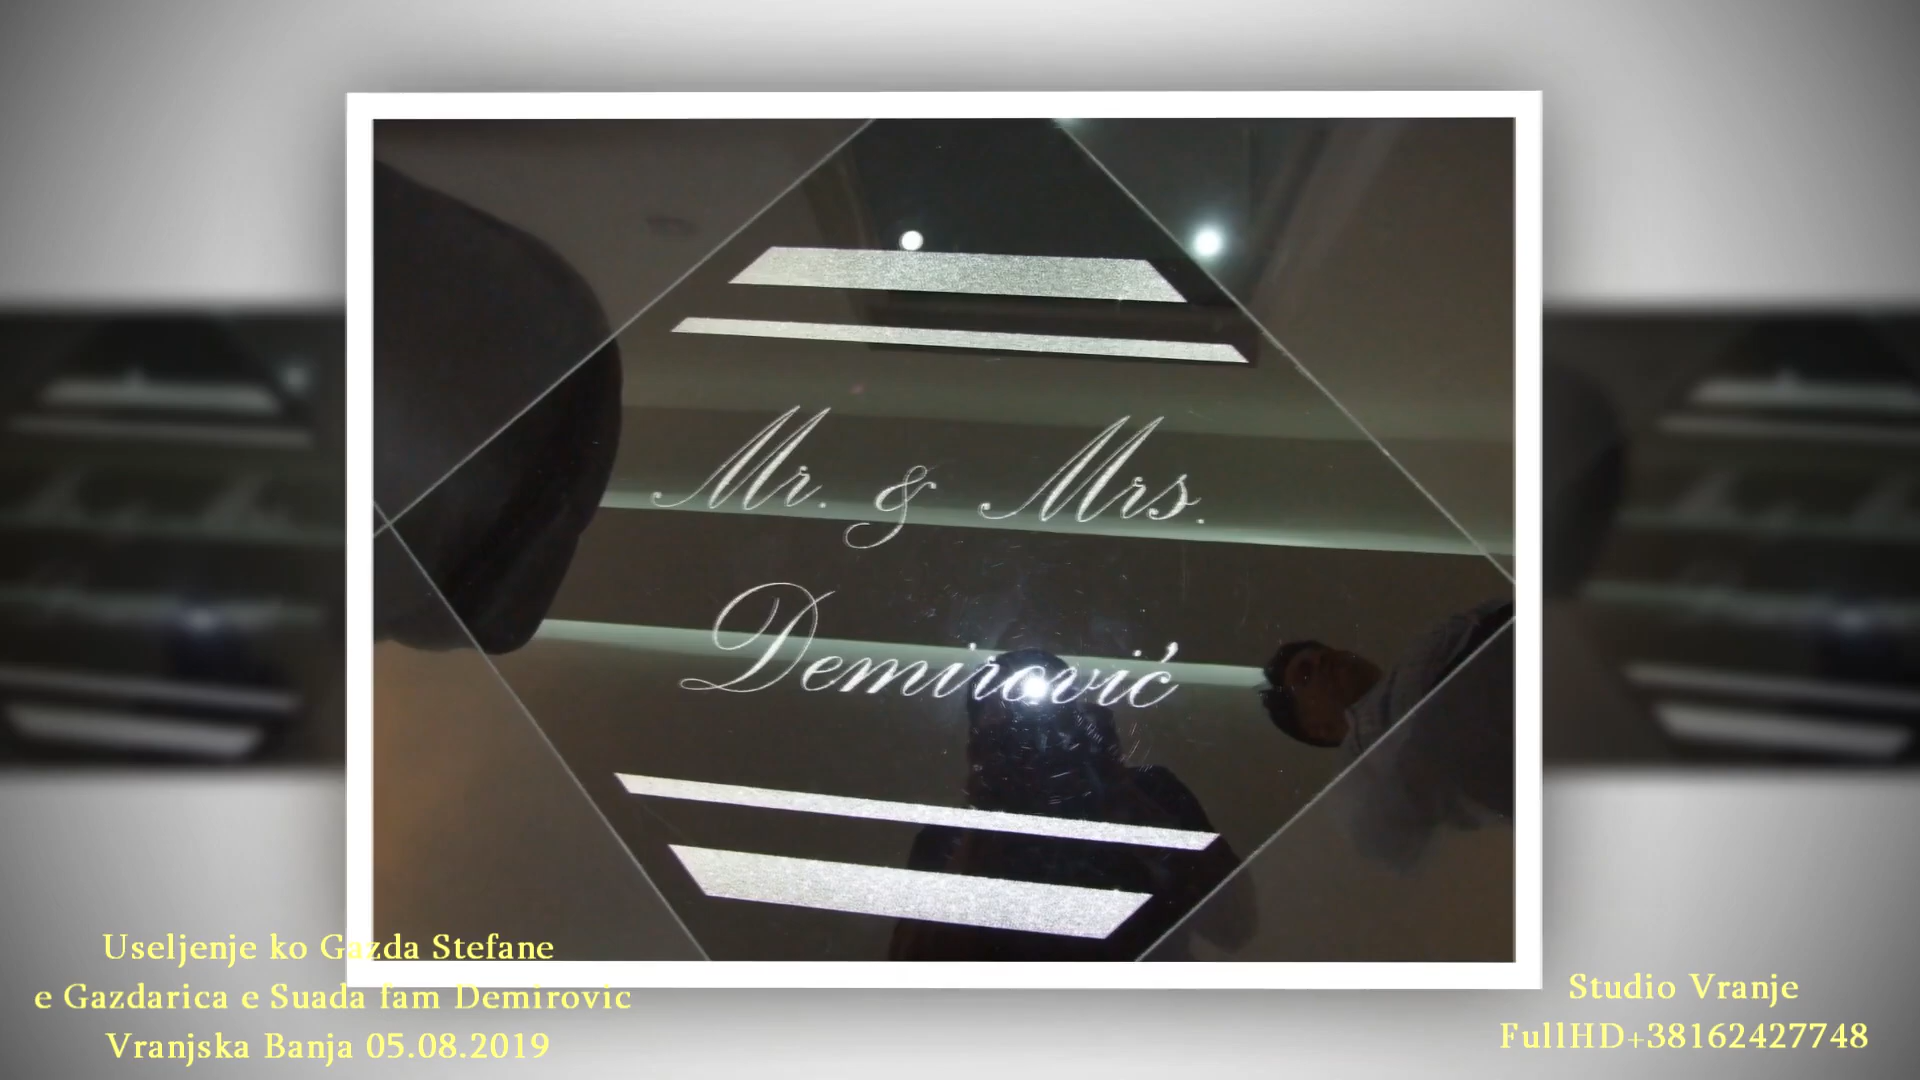 Mr. & Mrs.
Demirović
Useljenje ko Gazda Stefane
e Gazdarica e Suada fam Demirovic
Vranjska Banja 05.08.2019
Studio Vranje
FullHD+38162427748